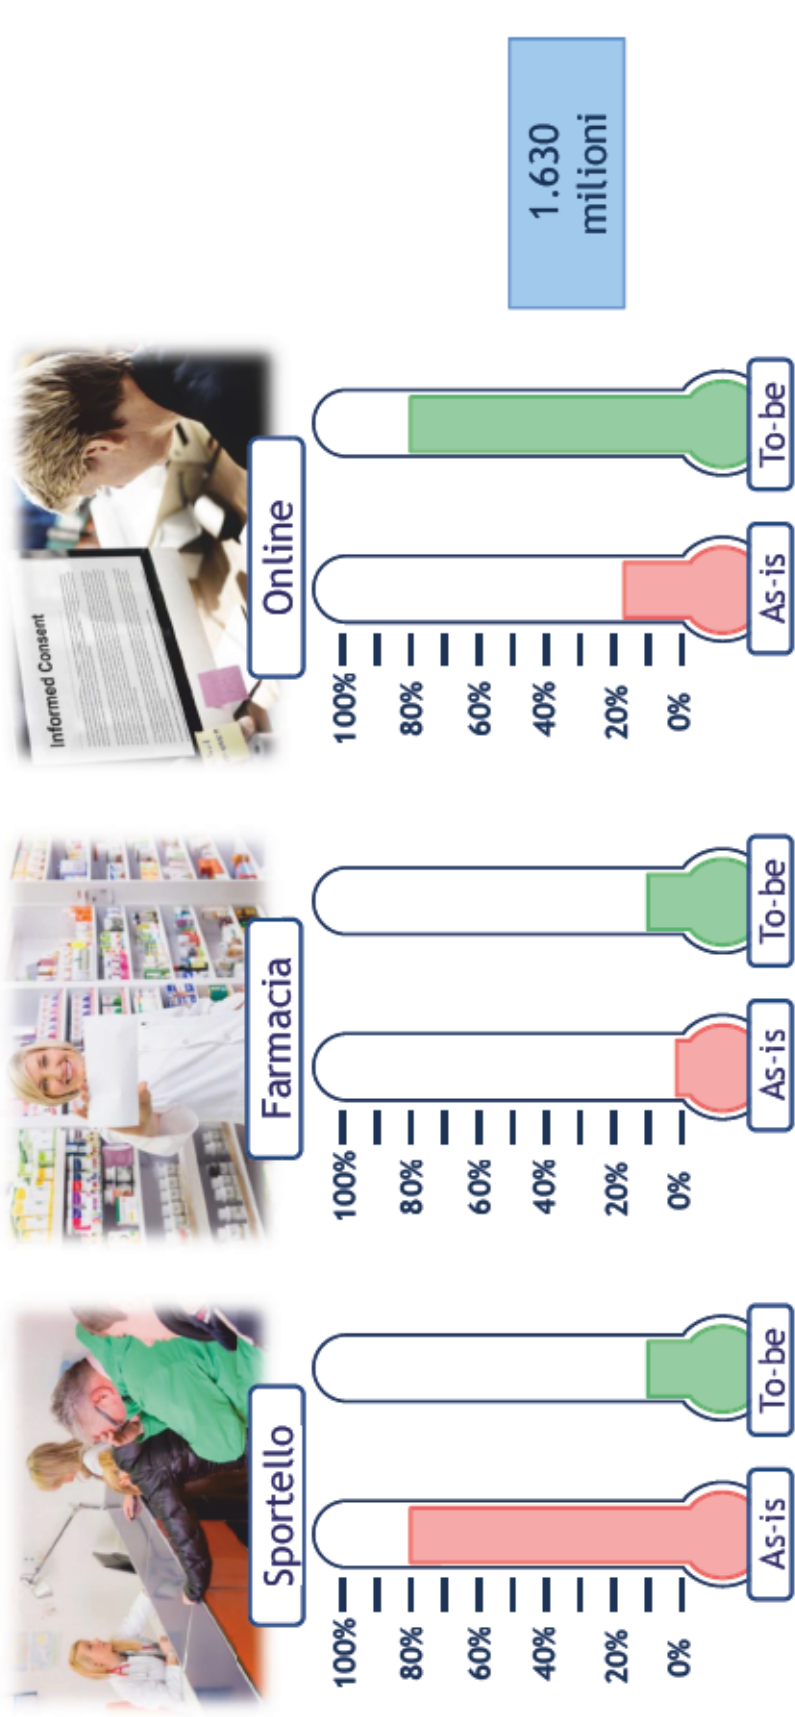 Informed Consent
Sportello
Farmacia
Online
100%
80%
60%
40%
20%
0%
100%
80%
60%
40%
20%
0%
100%
80%
60%
40%
20%
0%
1.630
milioni
As-is
To-be
As-is
To-be
As-is
To-be